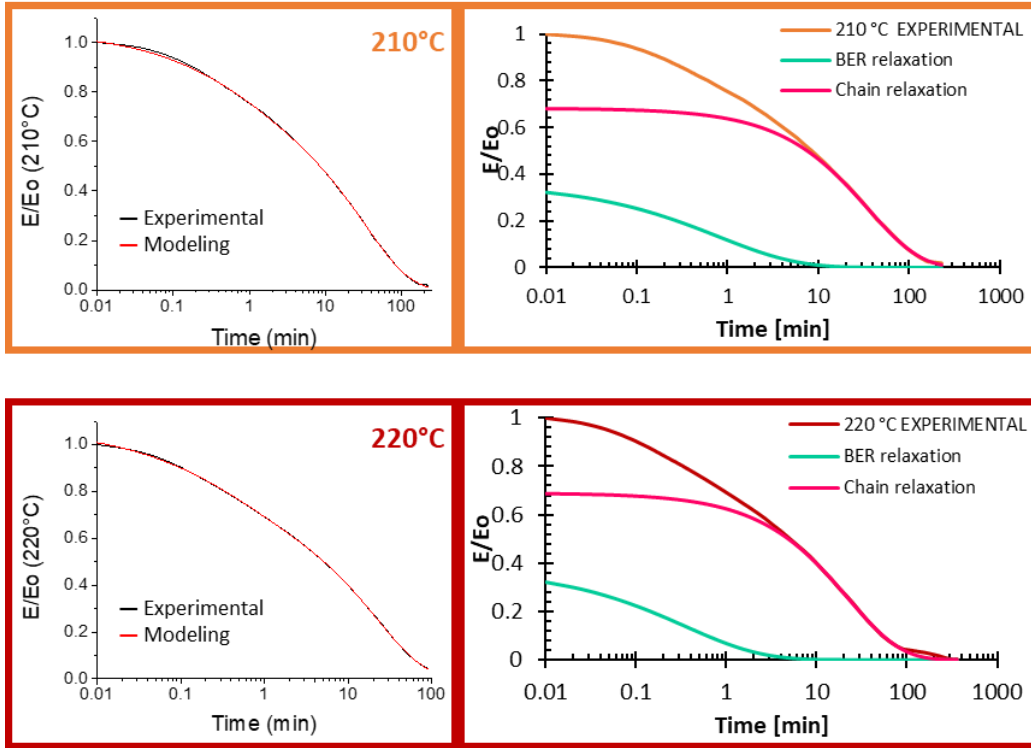 210°C
E/Eo (210°C)
1.0
0.8
0.6
0.4
0.2
0.0
Experimental
Modeling
0.01
0.1
1
10
100
Time (min)
210 °C EXPERIMENTAL
BER relaxation
Chain relaxation
E/Eo
1
0.8
0.6
0.4
0.2
0
0.01
0.1
1
10
100
1000
Time [min]
220°C
E/Eo (220°C)
1.0
0.8
0.6
0.4
0.2
0.0
Experimental
Modeling
0.01
0.1
1
10
100
Time (min)
220 °C EXPERIMENTAL
BER relaxation
Chain relaxation
E/Eo
1
0.8
0.6
0.4
0.2
0
0.01
0.1
1
10
100
1000
Time [min]